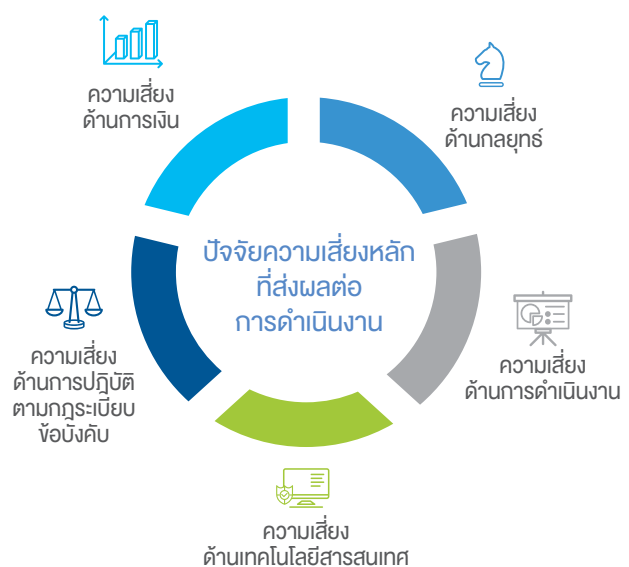 ความเสี่ยง
ด้านการเงิน
ความเสี่ยง
ด้านกลยุทธ์
ปัจจัยความเสี่ยงหลัก
ที่ส่งผลต่อ
การดำเนินงาน
ความเสี่ยง
ด้านการปฏิบัติ
ตามกฎระเบียบ
ข้อบังคับ
ความเสี่ยง
ด้านการดำเนินงาน
ความเสี่ยง
ด้านเทคโนโลยีสารสนเทศ